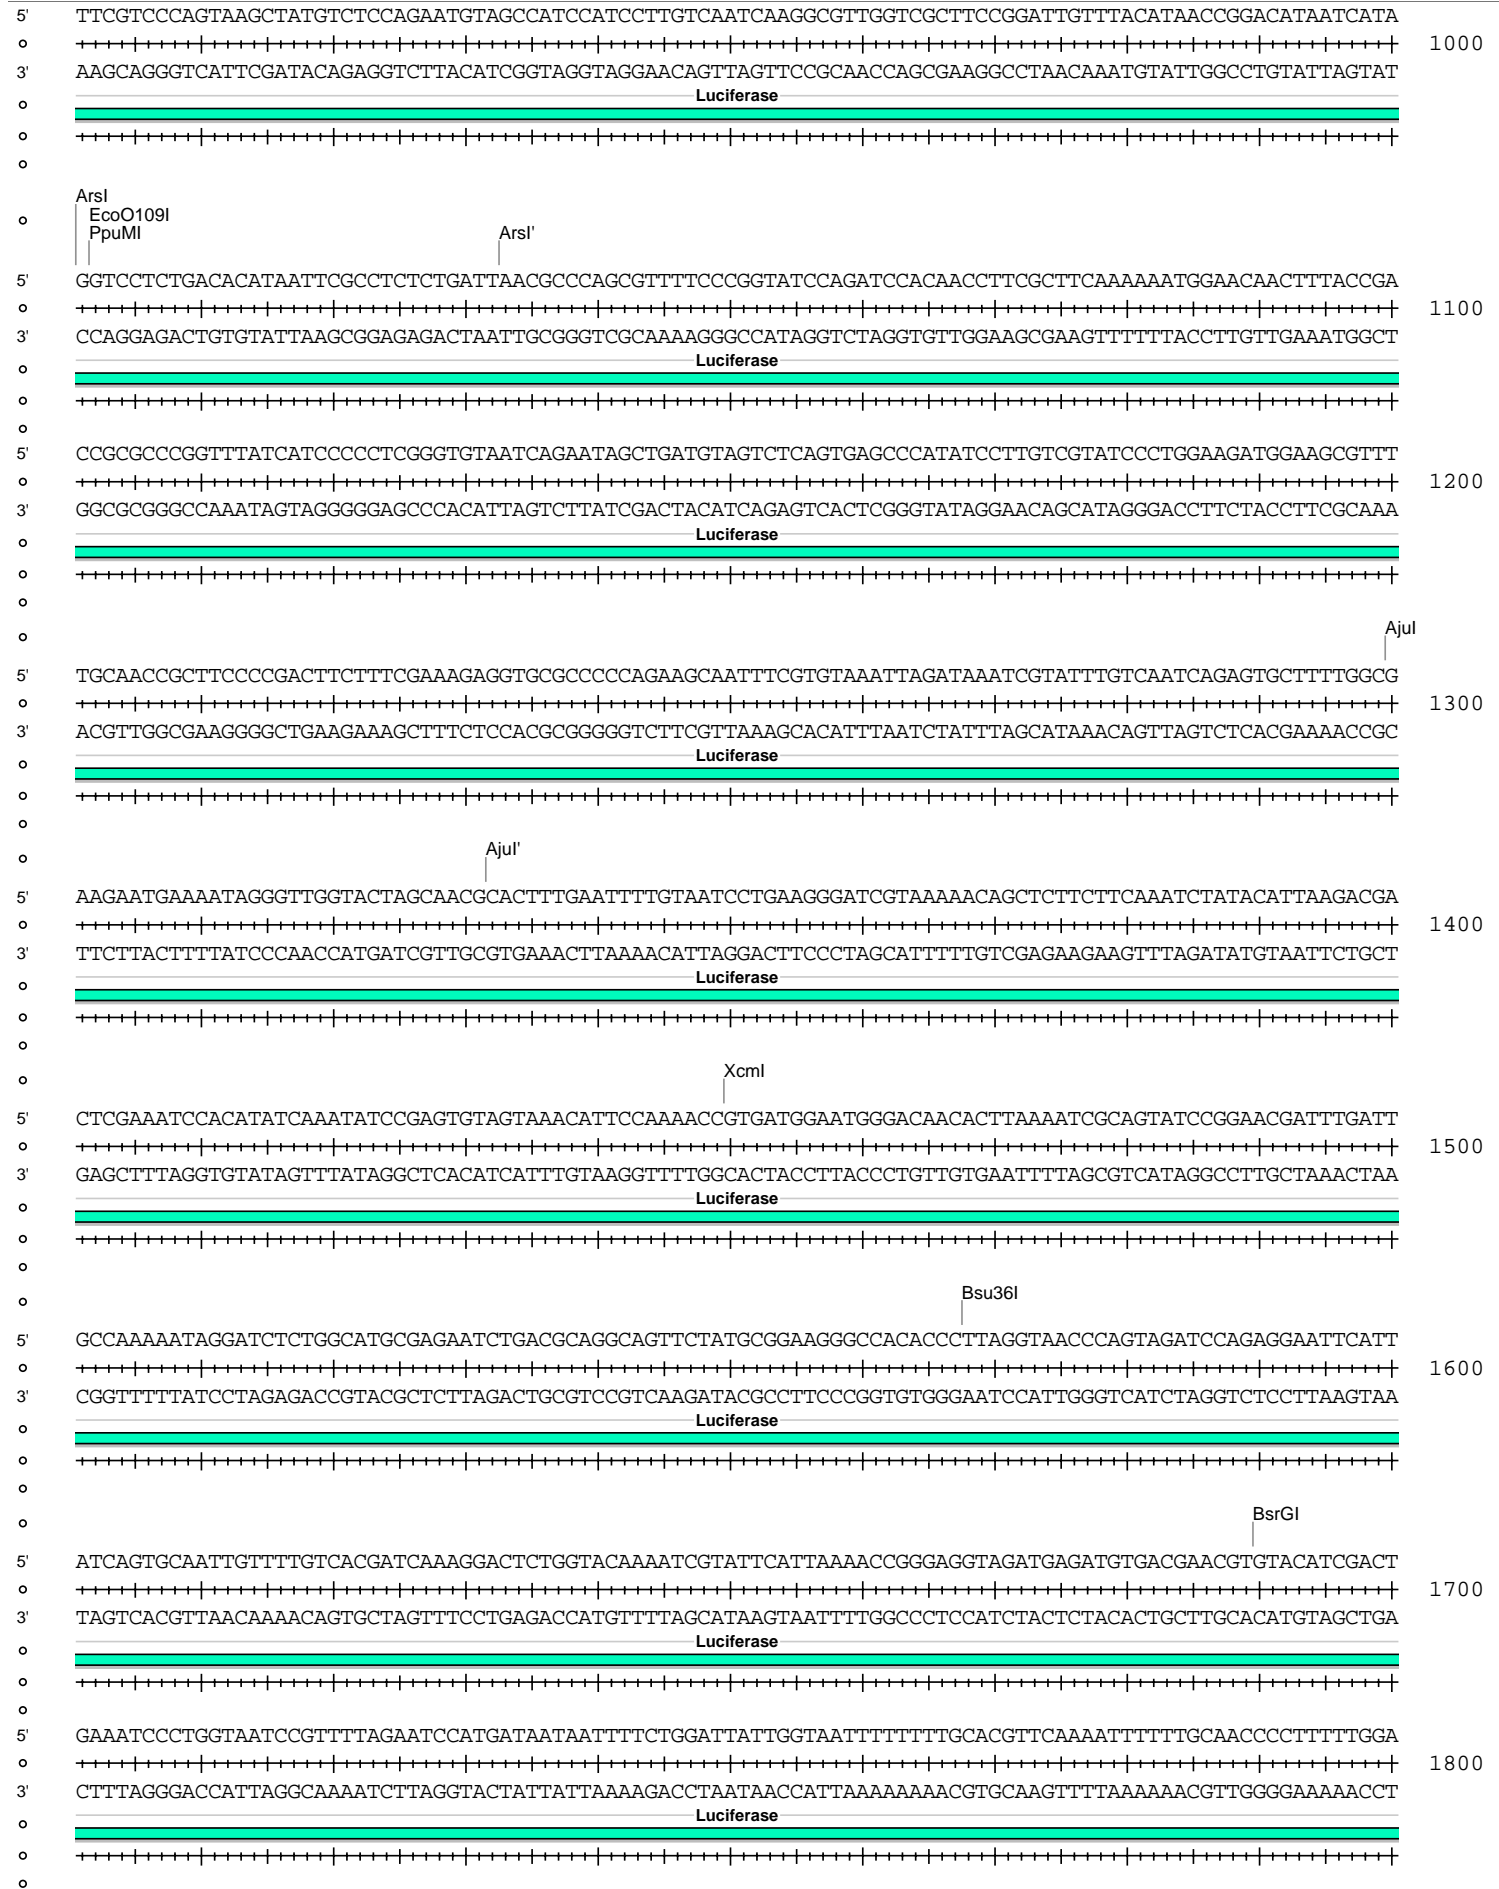 5' TTCGTCCCAGTAAGCTATGTCTCCAGAATGTAGCCATCCATCCTTGTCAATCAAGGCGTTGGTCGCTTCCGGATTGTTTACATAACCGGACATAATCATA
1000
3' AAGCAGGGTCATTCGATACAGAGGTCTTACATCGGTAGGTAGGAACAGTTAGTTCCGCAACCAGCGAAGGCCTAACAAATGTATTGGCCTGTATTAGTAT
Luciferase
ArsI
EcoO109I
PpuMI ArsI'
5' GGTCCTCTGACACATAATTCGCCTCTCTGATTAACGCCCAGCGTTTTCCCGGTATCCAGATCCACAACCTTCGCTTCAAAAAATGGAACAACTTTACCGA
1100
3' CCAGGAGACTGTGTATTAAGCGGAGAGACTAATTGCGGGTCGCAAAAGGGCCATAGGTCTAGGTGTTGGAAGCGAAGTTTTTTACCTTGTTGAAATGGCT
Luciferase
5' CCGCGCCCGGTTTATCATCCCCCTCGGGTGTAATCAGAATAGCTGATGTAGTCTCAGTGAGCCCATATCCTTGTCGTATCCCTGGAAGATGGAAGCGTTT
1200
3' GGCGCGGGCCAAATAGTAGGGGGAGCCCACATTAGTCTTATCGACTACATCAGAGTCACTCGGGTATAGGAACAGCATAGGGACCTTCTACCTTCGCAAA
Luciferase
AjuI
5' TGCAACCGCTTCCCCGACTTCTTTCGAAAGAGGTGCGCCCCCAGAAGCAATTTCGTGTAAATTAGATAAATCGTATTTGTCAATCAGAGTGCTTTTGGCG
1300
3' ACGTTGGCGAAGGGGCTGAAGAAAGCTTTCTCCACGCGGGGGTCTTCGTTAAAGCACATTTAATCTATTTAGCATAAACAGTTAGTCTCACGAAAACCGC
Luciferase
AjuI'
5' AAGAATGAAAATAGGGTTGGTACTAGCAACGCACTTTGAATTTTGTAATCCTGAAGGGATCGTAAAAACAGCTCTTCTTCAAATCTATACATTAAGACGA
1400
3' TTCTTACTTTTATCCCAACCATGATCGTTGCGTGAAACTTAAAACATTAGGACTTCCCTAGCATTTTTGTCGAGAAGAAGTTTAGATATGTAATTCTGCT
Luciferase
XcmI
5' CTCGAAATCCACATATCAAATATCCGAGTGTAGTAAACATTCCAAAACCGTGATGGAATGGGACAACACTTAAAATCGCAGTATCCGGAACGATTTGATT
1500
3' GAGCTTTAGGTGTATAGTTTATAGGCTCACATCATTTGTAAGGTTTTGGCACTACCTTACCCTGTTGTGAATTTTAGCGTCATAGGCCTTGCTAAACTAA
Luciferase
Bsu36I
5' GCCAAAAATAGGATCTCTGGCATGCGAGAATCTGACGCAGGCAGTTCTATGCGGAAGGGCCACACCCTTAGGTAACCCAGTAGATCCAGAGGAATTCATT
1600
3' CGGTTTTTATCCTAGAGACCGTACGCTCTTAGACTGCGTCCGTCAAGATACGCCTTCCCGGTGTGGGAATCCATTGGGTCATCTAGGTCTCCTTAAGTAA
Luciferase
BsrGI
5' ATCAGTGCAATTGTTTTGTCACGATCAAAGGACTCTGGTACAAAATCGTATTCATTAAAACCGGGAGGTAGATGAGATGTGACGAACGTGTACATCGACT
1700
3' TAGTCACGTTAACAAAACAGTGCTAGTTTCCTGAGACCATGTTTTAGCATAAGTAATTTTGGCCCTCCATCTACTCTACACTGCTTGCACATGTAGCTGA
Luciferase
5' GAAATCCCTGGTAATCCGTTTTAGAATCCATGATAATAATTTTCTGGATTATTGGTAATTTTTTTTGCACGTTCAAAATTTTTTGCAACCCCTTTTTGGA
1800
3' CTTTAGGGACCATTAGGCAAAATCTTAGGTACTATTATTAAAAGACCTAATAACCATTAAAAAAAACGTGCAAGTTTTAAAAAACGTTGGGGAAAAACCT
Luciferase